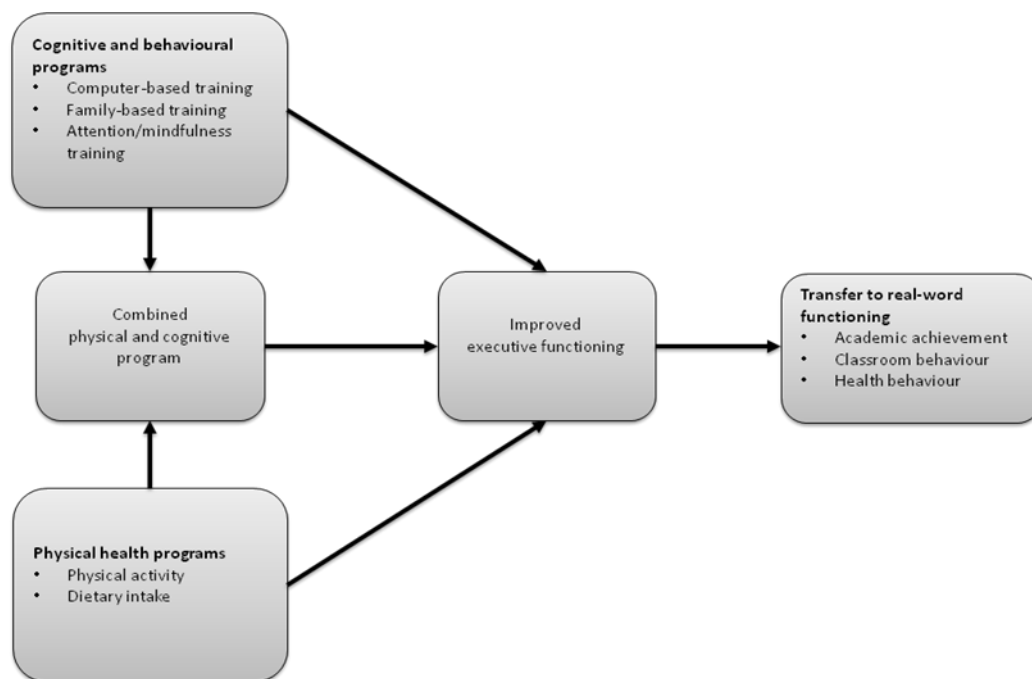 Cognitive and behavioural
programs
• Computer-based training
• Family-based training
• Attention/mindfulness
training
Combined
physical and cognitive
program
Improved
executive functioning
Transfer to real-word
functioning
• Academic achievement
• Classroom behaviour
• Health behaviour
Physical health programs
• Physical activity
• Dietary intake